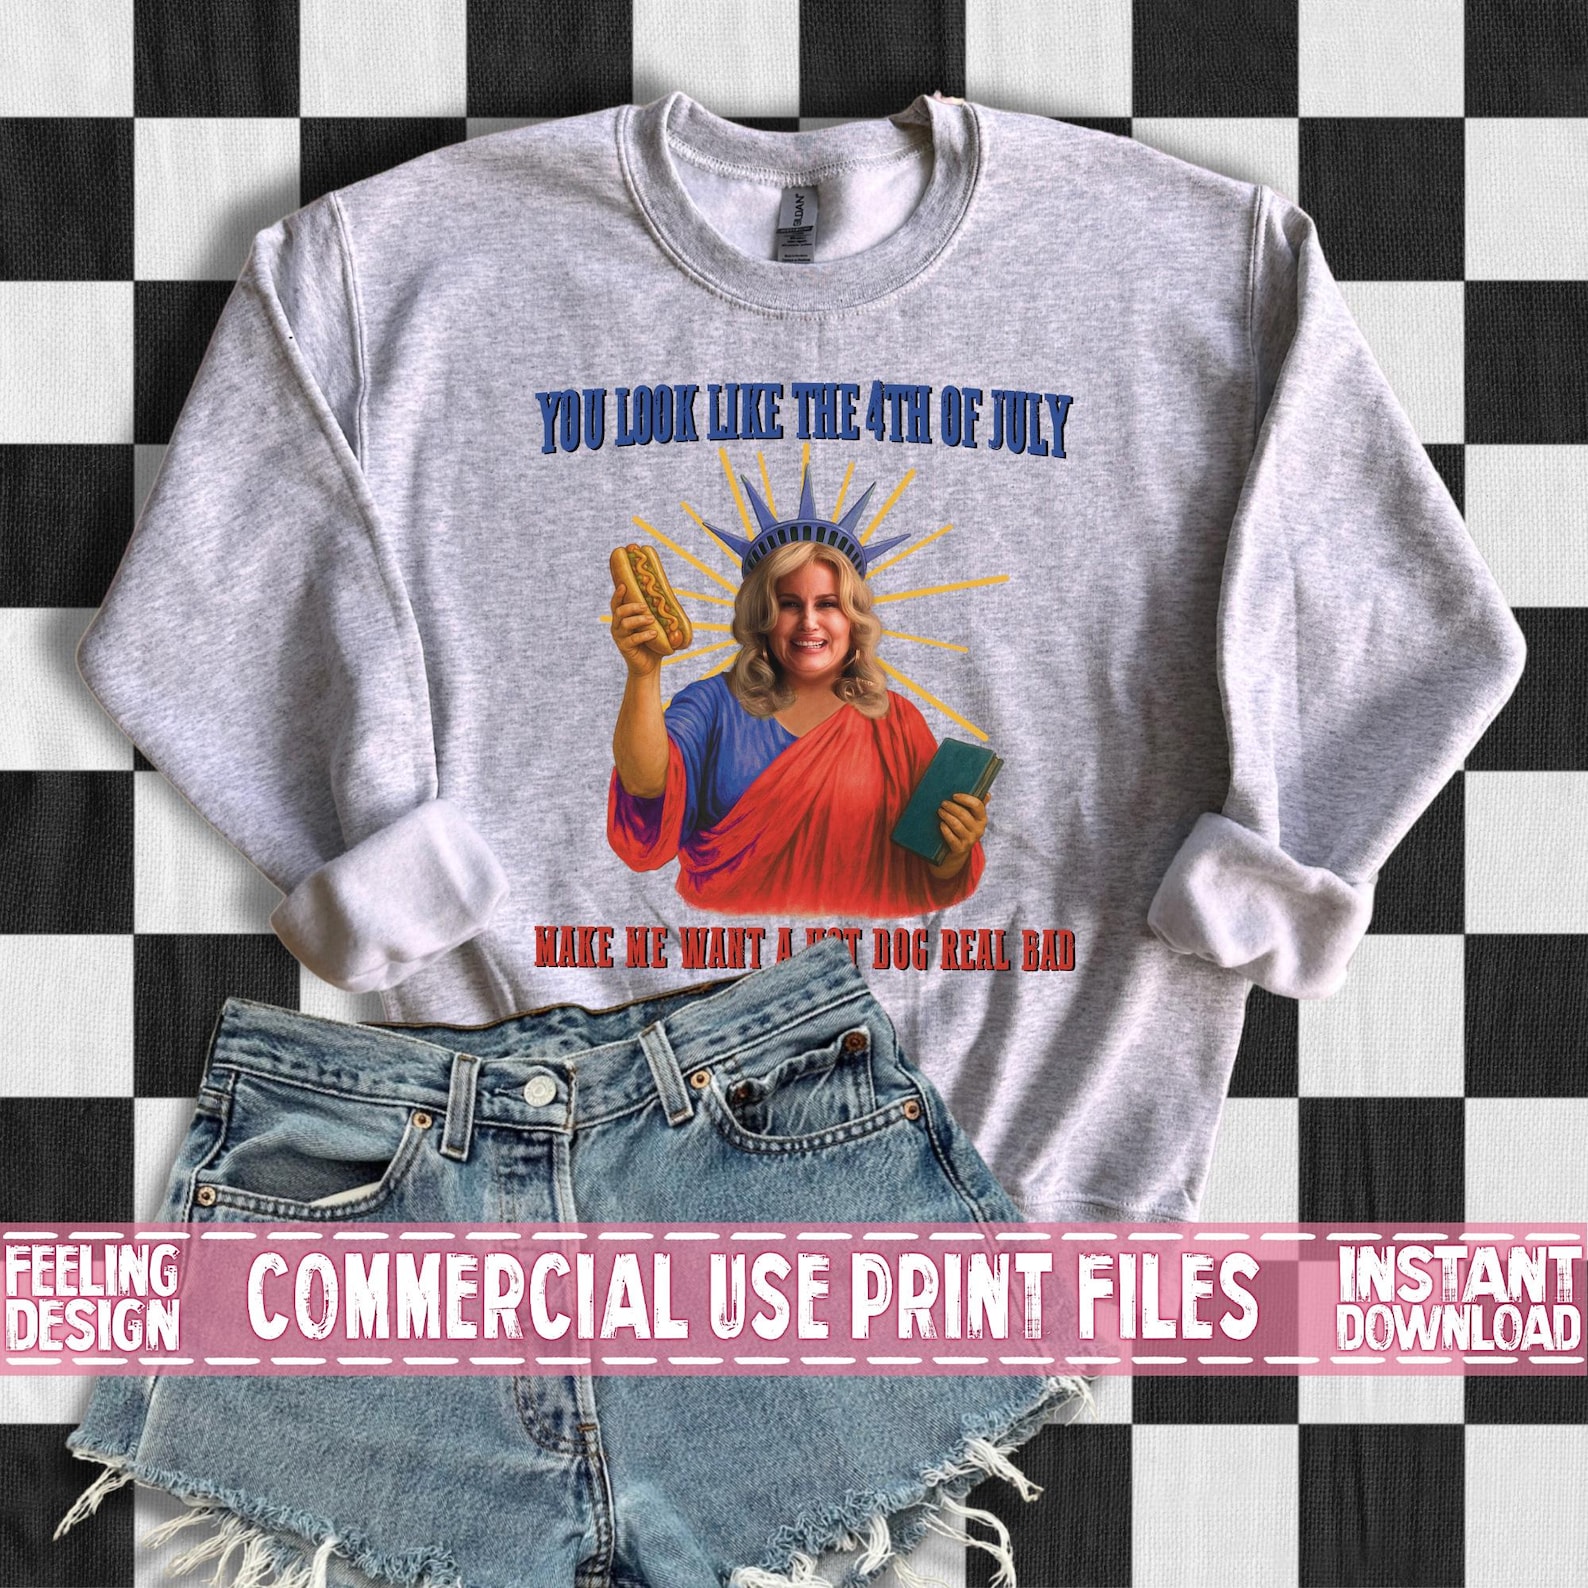 YOU LOOK LIKE THE 4TH OF JULY
MAKE ME WANT A HOT DOG REAL BAD
FEELING
DESIGN
COMMERCIAL USE PRINT FILES
INSTANT
DOWNLOAD